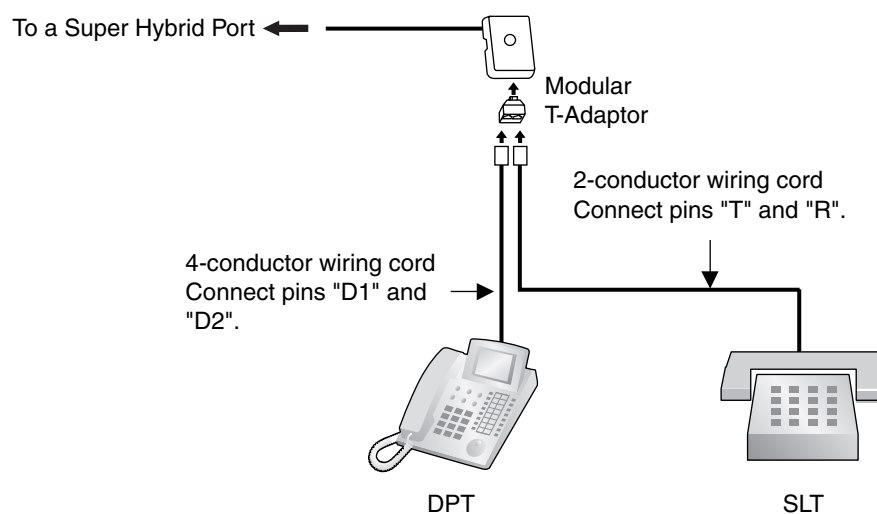 To a Super Hybrid Port
Modular
T-Adaptor
2-conductor wiring cord
Connect pins "T" and "R".
4-conductor wiring cord
Connect pins "D1" and
"D2".
DPT
SLT